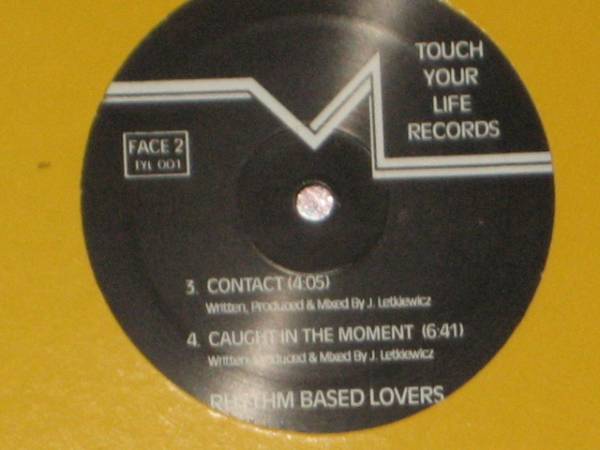 TOUCH
YOUR
LIFE
RECORDS
FACE 2
TYL 001
3. CONTACT (4:05)
Written, Produced & Mixed By J. Letkiewicz
4. CAUGHT IN THE MOMENT (6:41)
Written, Produced & Mixed By J. Letkiewicz
RHYTHM BASED LOVERS